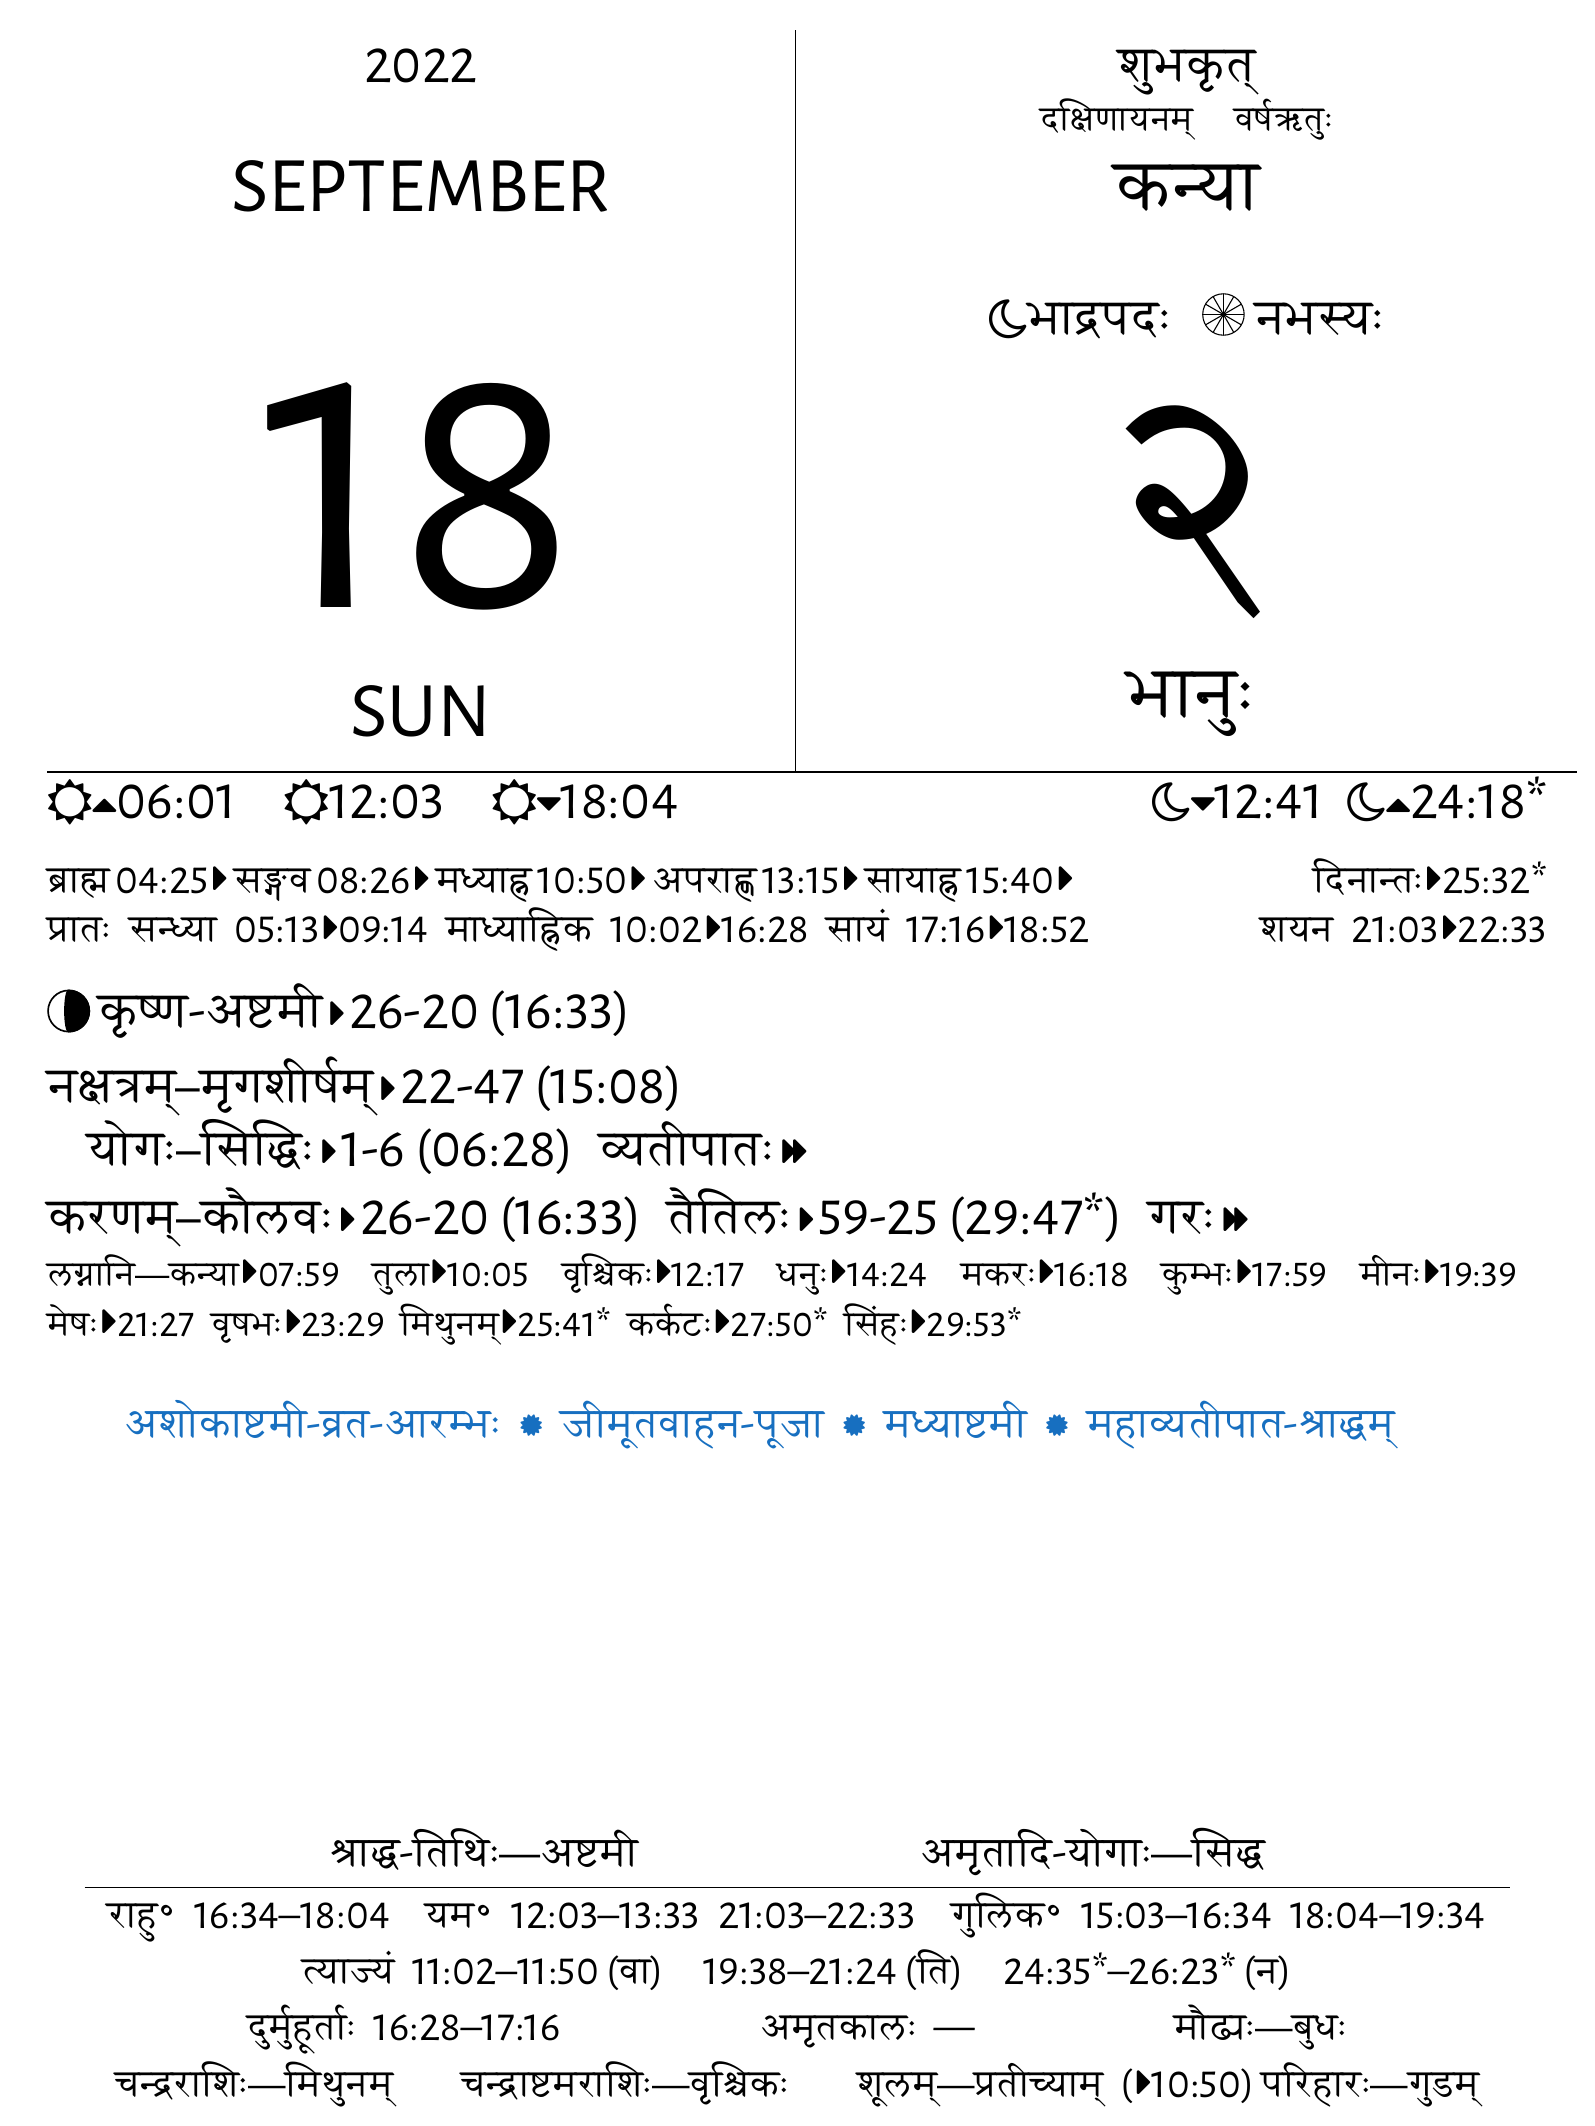 2022
SEPTEMBER
18
SUN
शुभकृत्
दक्षिणायनम् वर्षऋतुः
कन्या
भाद्रपदः नभस्यः
२
भानुः
06:01 12:03 18:04 12:41 24:18*
ब्राह्म 04:25 सङ्गव 08:26 मध्याह्न 10:50 अपराह्ण 13:15 सायाह्न 15:40 दिनान्तः 25:32*
प्रातः सन्ध्या 05:13 09:14 माध्याह्निक 10:02 16:28 सायं 17:16 18:52 शयन 21:03 22:33
कृष्ण-अष्टमी 26-20 (16:33)
नक्षत्रम्–मृगशीर्षम् 22-47 (15:08)
योगः–सिद्धिः 1-6 (06:28) व्यतीपातः
करणम्–कौलवः 26-20 (16:33) तैतिलः 59-25 (29:47*) गरः
लग्नानि—कन्या 07:59 तुला 10:05 वृश्चिकः 12:17 धनुः 14:24 मकरः 16:18 कुम्भः 17:59 मीनः 19:39
मेषः 21:27 वृषभः 23:29 मिथुनम् 25:41* कर्कटः 27:50* सिंहः 29:53*
अशोकाष्टमी-व्रत-आरम्भः ✹ जीमूतवाहन-पूजा ✹ मध्याष्टमी ✹ महाव्यतीपात-श्राद्धम्
श्राद्ध-तिथिः—अष्टमी अमृतादि-योगाः—सिद्ध
राहु॰ 16:34–18:04 यम॰ 12:03–13:33 21:03–22:33 गुलिक॰ 15:03–16:34 18:04–19:34
त्याज्यं 11:02–11:50 (वा) 19:38–21:24 (ति) 24:35*–26:23* (न)
दुर्मुहूर्ताः 16:28–17:16 अमृतकालः — मौढ्यः—बुधः
चन्द्रराशिः—मिथुनम् चन्द्राष्टमराशिः—वृश्चिकः शूलम्—प्रतीच्याम् (10:50) परिहारः—गुडम्